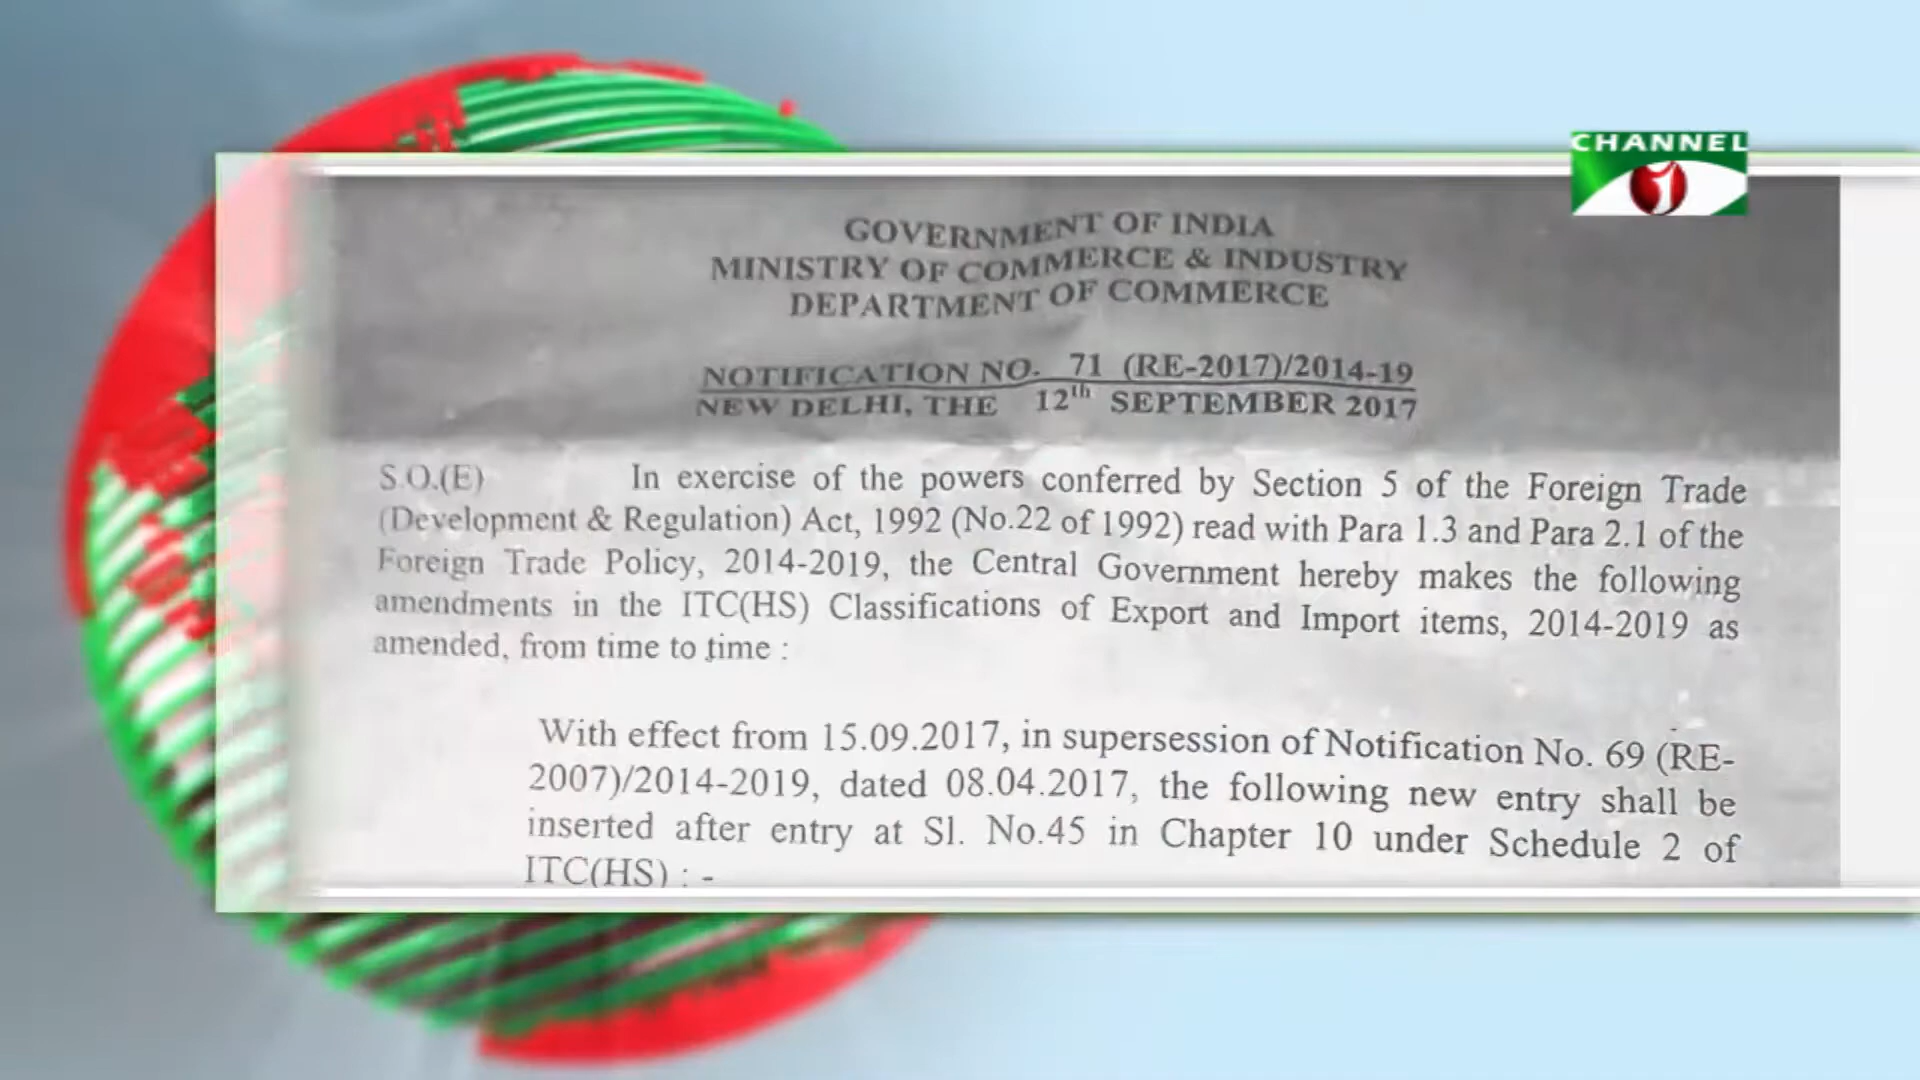 CHANNEL
1
GOVERNMENT OF INDIA
MINISTRY OF COMMERCE & INDUSTRY
DEPARTMENT OF COMMERCE
NOTIFICATION NO. 71 (RE-2017)/2014-19
NEW DELHI, THE 12th SEPTEMBER 2017
S.O.(E) In exercise of the powers conferred by Section 5 of the Foreign Trade
(Development & Regulation) Act, 1992 (No.22 of 1992) read with Para 1.3 and Para 2.1 of the
Foreign Trade Policy, 2014-2019, the Central Government hereby makes the following
amendments in the ITC(HS) Classifications of Export and Import items, 2014-2019 as
amended, from time to time :
With effect from 15.09.2017, in supersession of Notification No. 69 (RE-
2007)/2014-2019, dated 08.04.2017, the following new entry shall be
inserted after entry at Sl. No.45 in Chapter 10 under Schedule 2 of
ITC(HS) : -